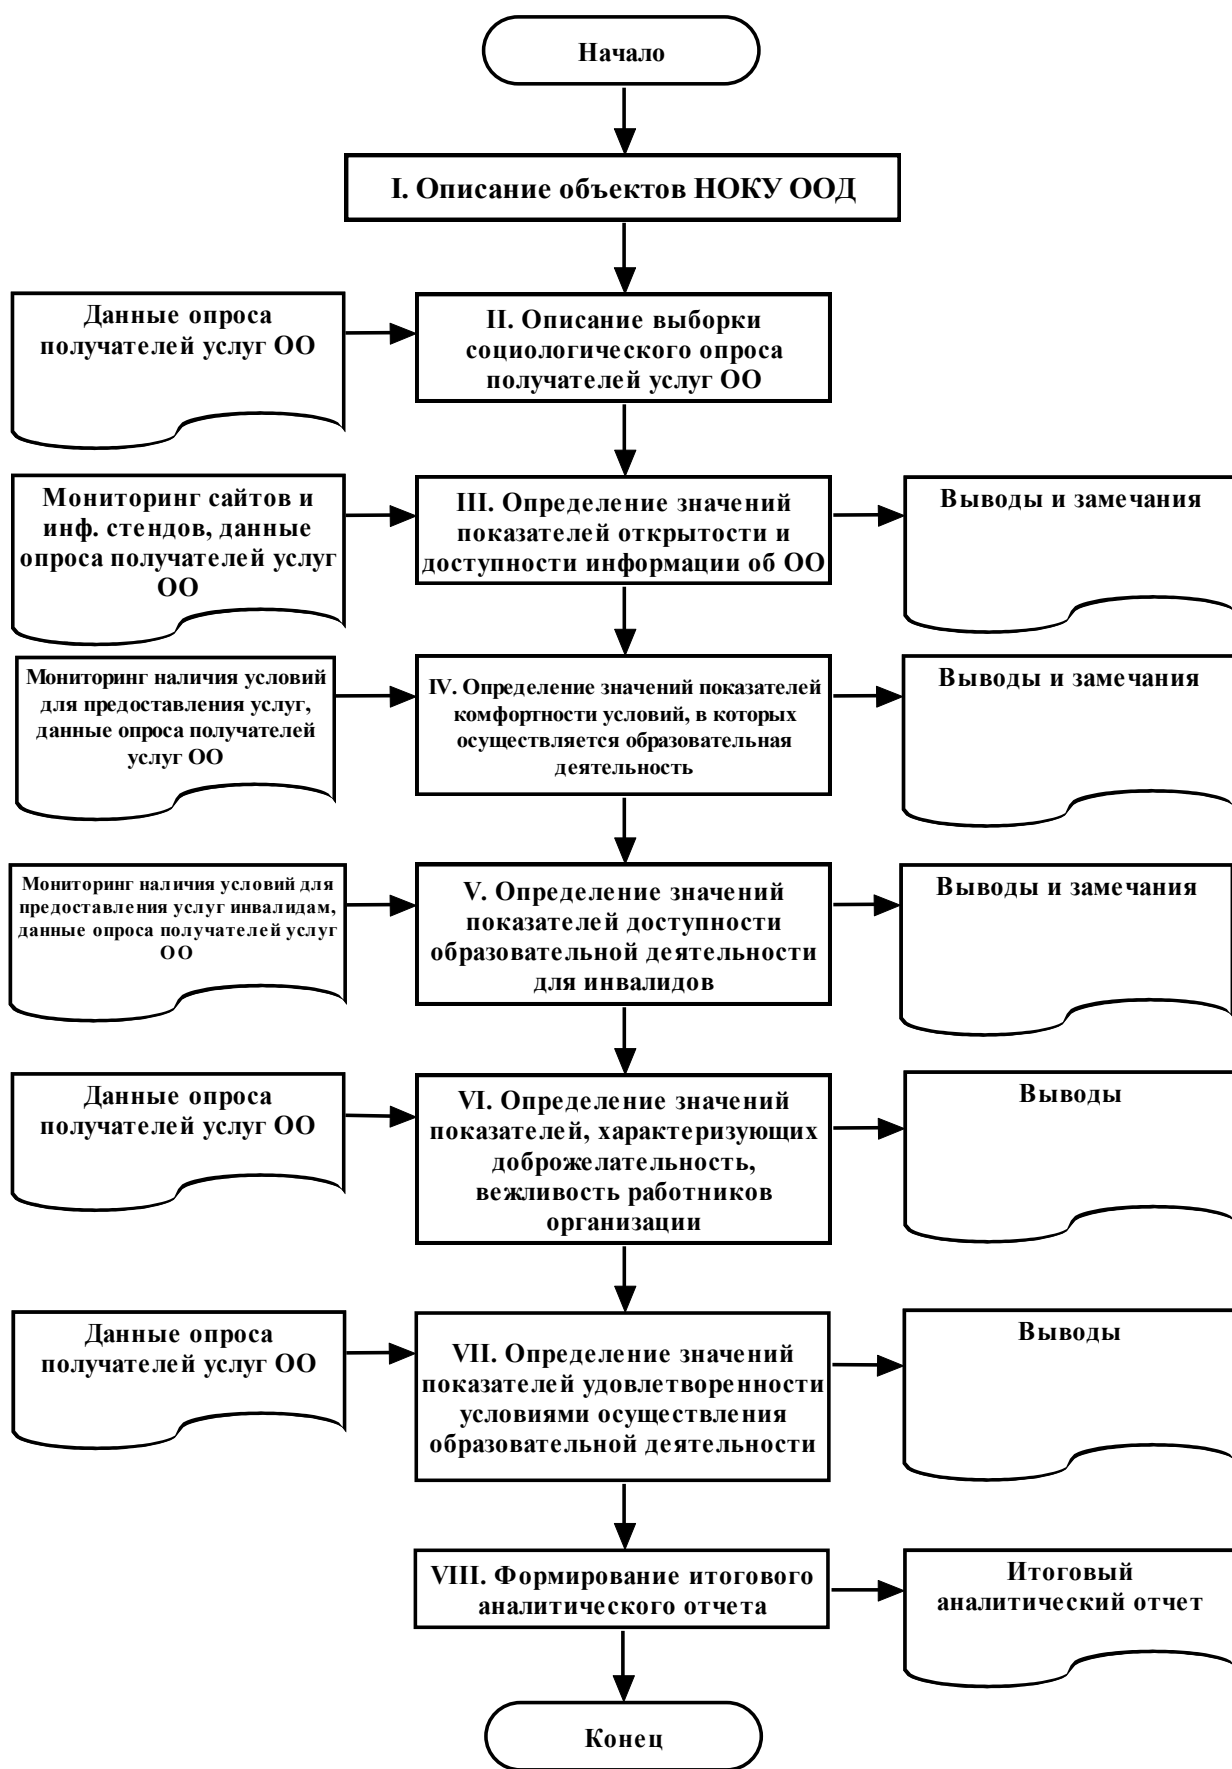 Начало
I. Описание объектов НОКУ ООД
Данные опроса
получателей услуг ОО
II. Описание выборки
социологического опроса
получателей услуг ОО
Мониторинг сайтов и
инф. стендов, данные
опроса получателей услуг
ОО
III. Определение значений
показателей открытости и
доступности информации об ОО
Выводы и замечания
Мониторинг наличия условий
для предоставления услуг,
данные опроса получателей
услуг ОО
IV. Определение значений показателей
комфортности условий, в которых
осуществляется образовательная
деятельность
Выводы и замечания
Мониторинг наличия условий для
предоставления услуг инвалидам,
данные опроса получателей услуг
ОО
V. Определение значений
показателей доступности
образовательной деятельности
для инвалидов
Выводы и замечания
Данные опроса
получателей услуг ОО
VI. Определение значений
показателей, характеризующих
доброжелательность,
вежливость работников
организации
Выводы
Данные опроса
получателей услуг ОО
VII. Определение значений
показателей удовлетворенности
условиями осуществления
образовательной деятельности
Выводы
VIII. Формирование итогового
аналитического отчета
Итоговый
аналитический отчет
Конец